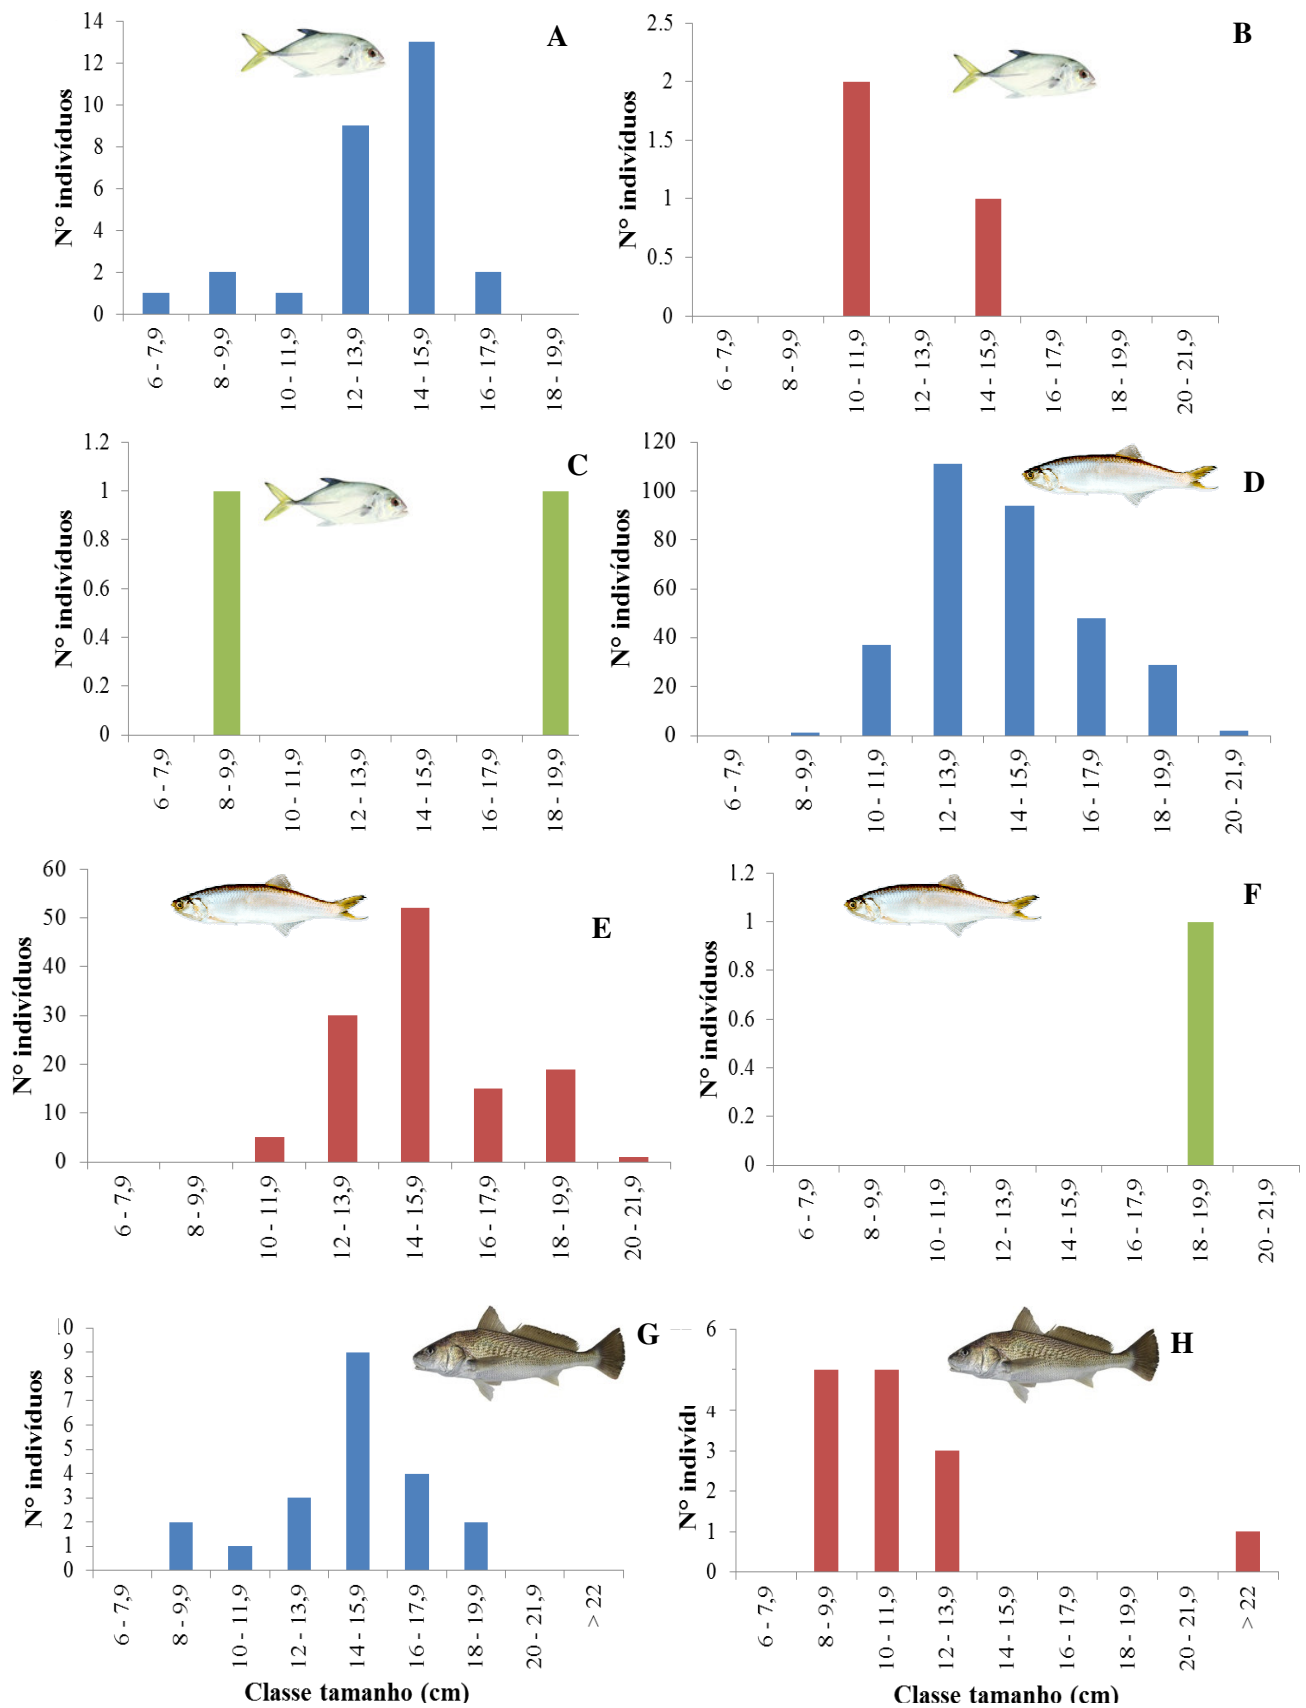 A
N° indivíduos
14
12
10
8
6
4
2
0
6 - 7,9
8 - 9,9
10 - 11,9
12 - 13,9
14 - 15,9
16 - 17,9
18 - 19,9
B
N° indivíduos
2.5
2
1.5
1
0.5
0
6 - 7,9
8 - 9,9
10 - 11,9
12 - 13,9
14 - 15,9
16 - 17,9
18 - 19,9
20 - 21,9
C
N° indivíduos
1.2
1
0.8
0.6
0.4
0.2
0
6 - 7,9
8 - 9,9
10 - 11,9
12 - 13,9
14 - 15,9
16 - 17,9
18 - 19,9
D
N° indivíduos
120
100
80
60
40
20
0
6 - 7,9
8 - 9,9
10 - 11,9
12 - 13,9
14 - 15,9
16 - 17,9
18 - 19,9
20 - 21,9
E
N° indivíduos
60
50
40
30
20
10
0
6 - 7,9
8 - 9,9
10 - 11,9
12 - 13,9
14 - 15,9
16 - 17,9
18 - 19,9
20 - 21,9
F
N° indivíduos
1.2
1
0.8
0.6
0.4
0.2
0
6 - 7,9
8 - 9,9
10 - 11,9
12 - 13,9
14 - 15,9
16 - 17,9
18 - 19,9
20 - 21,9
G
N° indivíduos
10
9
8
7
6
5
4
3
2
1
0
6 - 7,9
8 - 9,9
10 - 11,9
12 - 13,9
14 - 15,9
16 - 17,9
18 - 19,9
20 - 21,9
> 22
Classe tamanho (cm)
H
N° indivídu
6
4
3
1
0
6 - 7,9
8 - 9,9
10 - 11,9
12 - 13,9
14 - 15,9
16 - 17,9
18 - 19,9
20 - 21,9
> 22
Classe tamanho (cm)